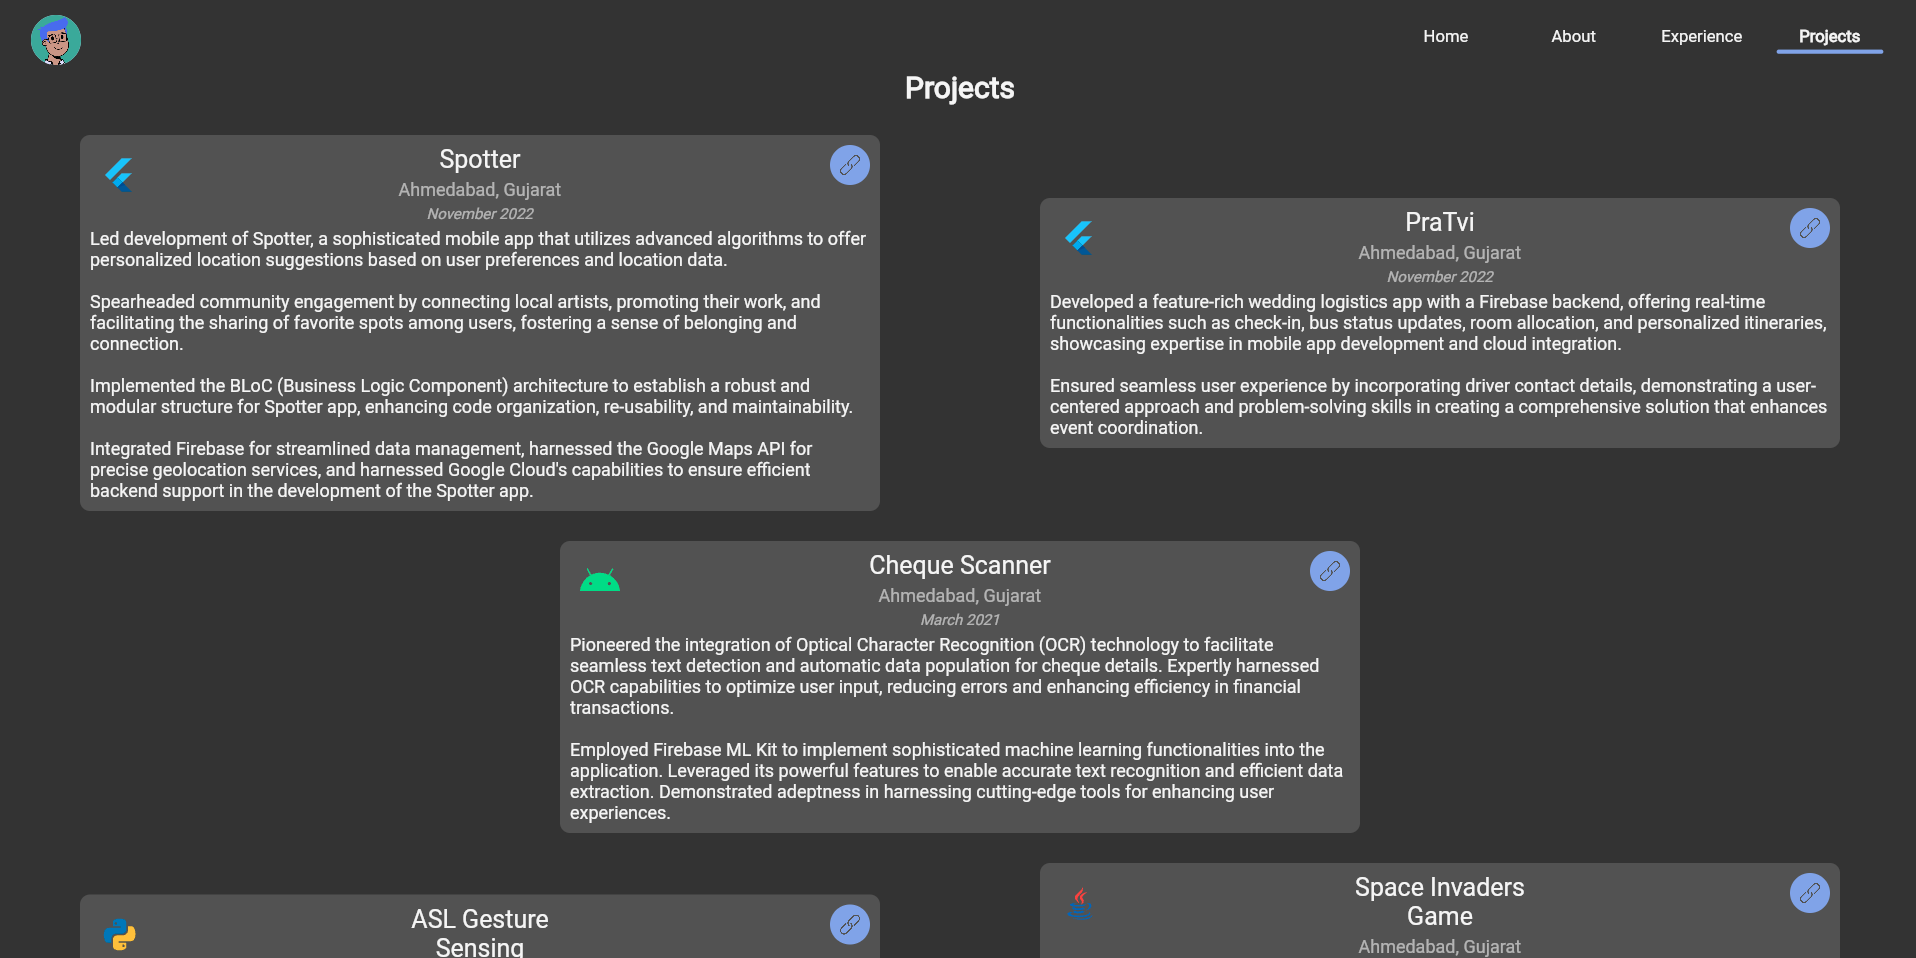 Home
About
Experience
Projects
Projects
Spotter
Ahmedabad, Gujarat
November 2022
Led development of Spotter, a sophisticated mobile app that utilizes advanced algorithms to offer
personalized location suggestions based on user preferences and location data.
Spearheaded community engagement by connecting local artists, promoting their work, and
facilitating the sharing of favorite spots among users, fostering a sense of belonging and
connection.
Implemented the BLoC (Business Logic Component) architecture to establish a robust and
modular structure for Spotter app, enhancing code organization, re-usability, and maintainability.
Integrated Firebase for streamlined data management, harnessed the Google Maps API for
precise geolocation services, and harnessed Google Cloud's capabilities to ensure efficient
backend support in the development of the Spotter app.
PraTvi
Ahmedabad, Gujarat
November 2022
Developed a feature-rich wedding logistics app with a Firebase backend, offering real-time
functionalities such as check-in, bus status updates, room allocation, and personalized itineraries,
showcasing expertise in mobile app development and cloud integration.
Ensured seamless user experience by incorporating driver contact details, demonstrating a user-
centered approach and problem-solving skills in creating a comprehensive solution that enhances
event coordination.
Cheque Scanner
Ahmedabad, Gujarat
March 2021
Pioneered the integration of Optical Character Recognition (OCR) technology to facilitate
seamless text detection and automatic data population for cheque details. Expertly harnessed
OCR capabilities to optimize user input, reducing errors and enhancing efficiency in financial
transactions.
Employed Firebase ML Kit to implement sophisticated machine learning functionalities into the
application. Leveraged its powerful features to enable accurate text recognition and efficient data
extraction. Demonstrated adeptness in harnessing cutting-edge tools for enhancing user
experiences.
ASL Gesture
Sensing
Space Invaders
Game
Ahmedabad, Gujarat